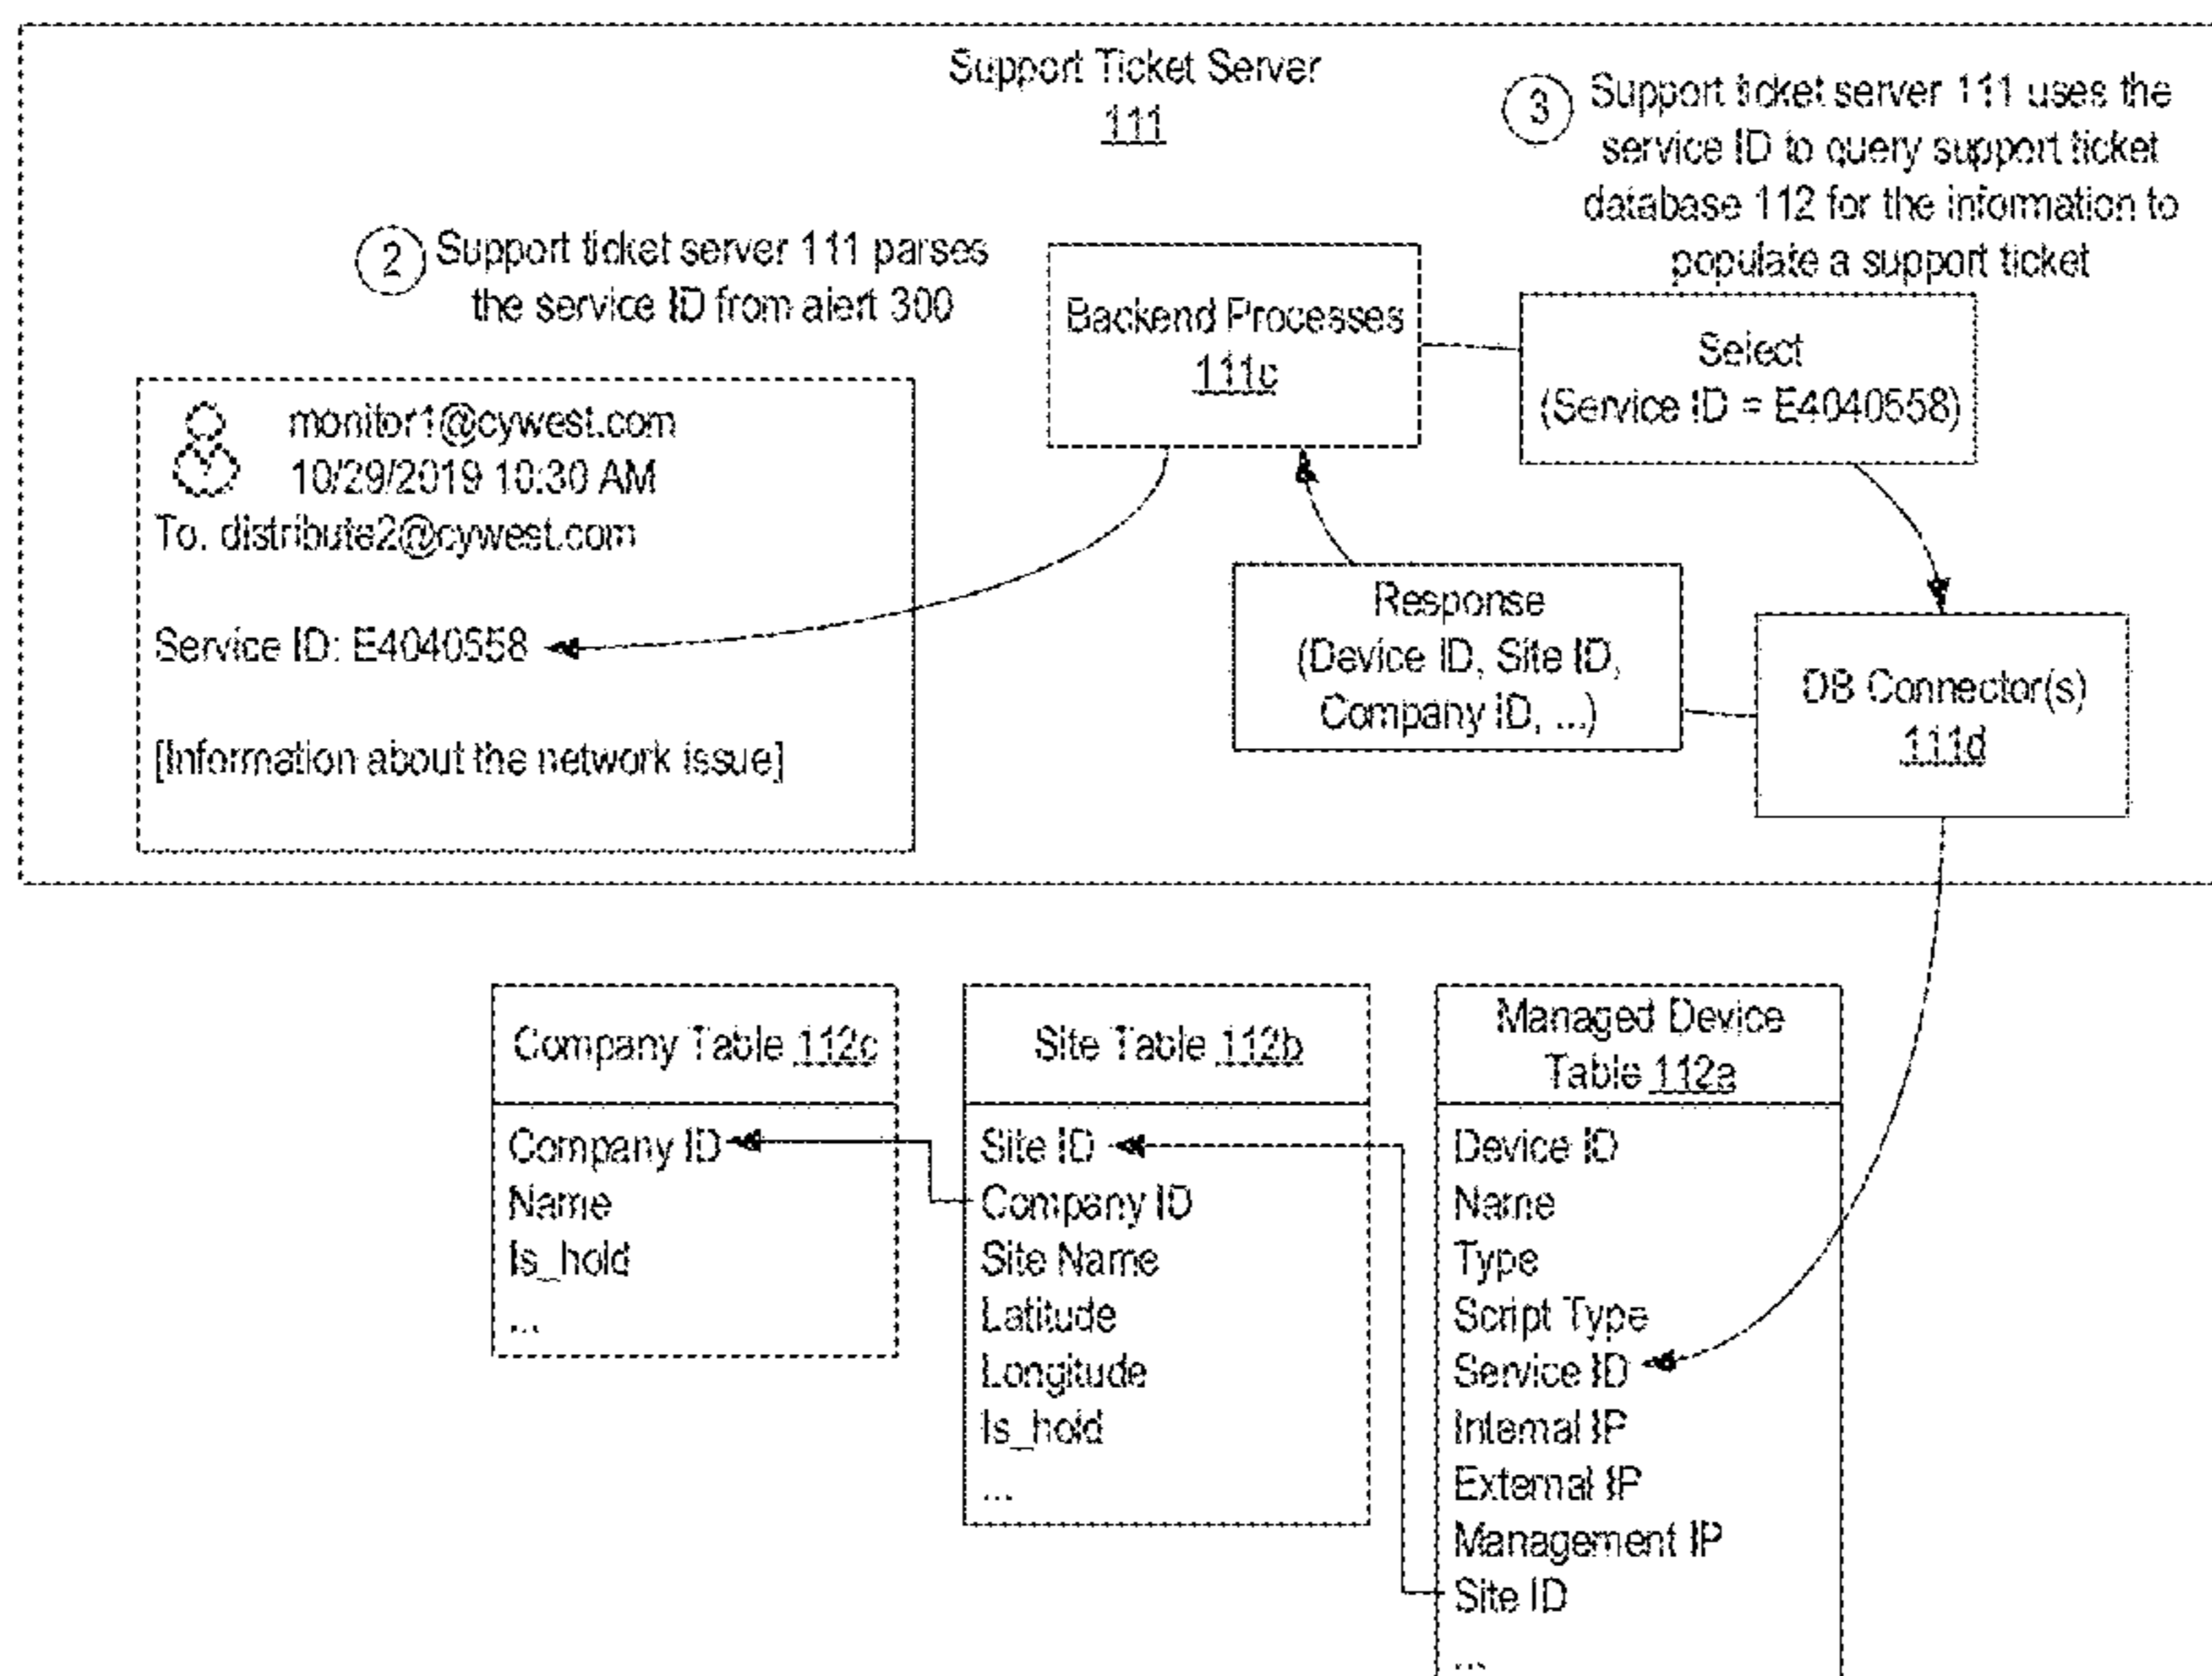 Support Ticket Server
111
3
Support ticket server 111 uses the
service ID to query support ticket
database 112 for the information to
populate a support ticket
2
Support ticket server 111 parses
the service ID from alert 300
Backend Processes
111c
Select
(Service ID = E4040558)
monitor1@cywest.com
10/29/2019 10:30 AM
To. distribute2@cywest.com
Service ID: E4040558
[Information about the network issue]
Response
(Device ID, Site ID,
Company ID, ...)
DB Connector(s)
111d
Company Table 112c
Company ID
Name
Is_hold
...
Site Table 112b
Site ID
Company ID
Site Name
Latitude
Longitude
Is_hold
...
Managed Device
Table 112a
Device ID
Name
Type
Script Type
Service ID
Internal IP
External IP
Management IP
Site ID
...